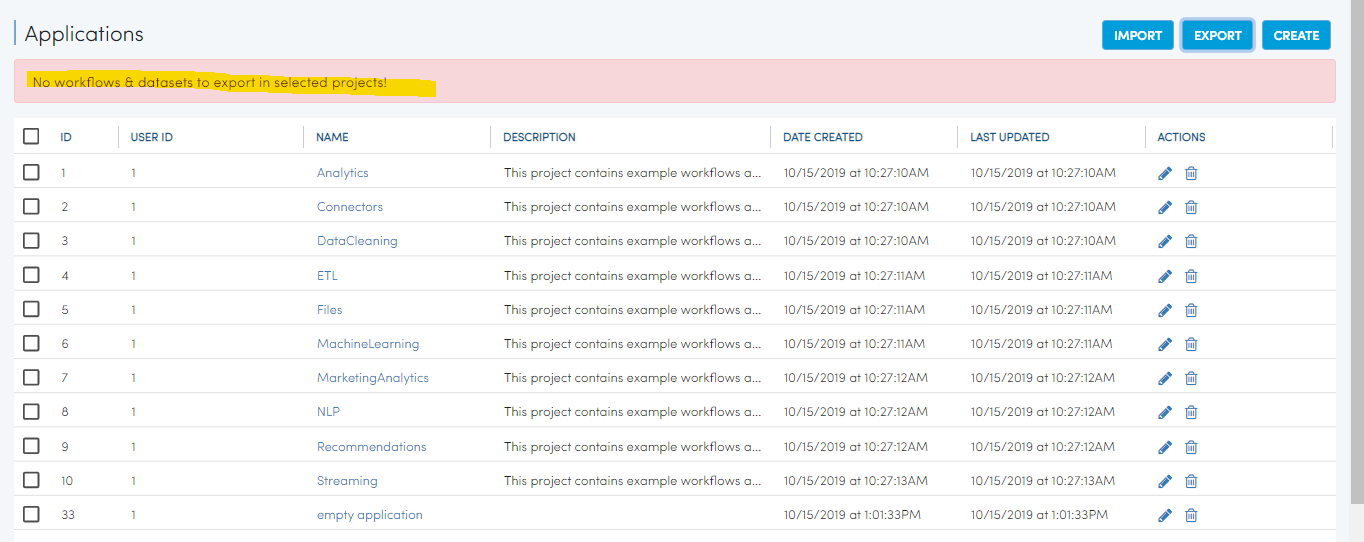 Applications IMPORT EXPORT CREATE
No workflows & datasets to export in selected projects!
ID USER ID NAME DESCRIPTION DATE CREATED LAST UPDATED ACTIONS
1 1 Analytics This project contains example workflows a... 10/15/2019 at 10:27:10AM 10/15/2019 at 10:27:10AM
2 1 Connectors This project contains example workflows a... 10/15/2019 at 10:27:10AM 10/15/2019 at 10:27:10AM
3 1 DataCleaning This project contains example workflows a... 10/15/2019 at 10:27:10AM 10/15/2019 at 10:27:10AM
4 1 ETL This project contains example workflows a... 10/15/2019 at 10:27:11AM 10/15/2019 at 10:27:11AM
5 1 Files This project contains example workflows a... 10/15/2019 at 10:27:11AM 10/15/2019 at 10:27:11AM
6 1 MachineLearning This project contains example workflows a... 10/15/2019 at 10:27:11AM 10/15/2019 at 10:27:11AM
7 1 MarketingAnalytics This project contains example workflows a... 10/15/2019 at 10:27:12AM 10/15/2019 at 10:27:12AM
8 1 NLP This project contains example workflows a... 10/15/2019 at 10:27:12AM 10/15/2019 at 10:27:12AM
9 1 Recommendations This project contains example workflows a... 10/15/2019 at 10:27:12AM 10/15/2019 at 10:27:12AM
10 1 Streaming This project contains example workflows a... 10/15/2019 at 10:27:13AM 10/15/2019 at 10:27:13AM
33 1 empty application 10/15/2019 at 1:01:33PM 10/15/2019 at 1:01:33PM